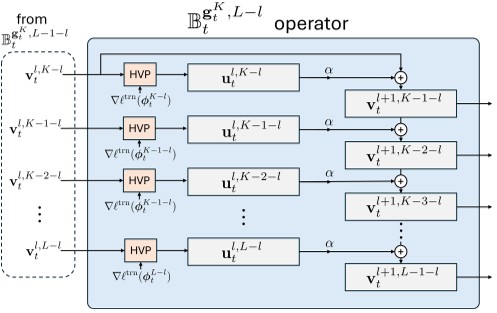 from
𝔹_t^{𝐠_t^K, L−1−l}
𝔹_t^{𝐠_t^K, L−l} operator
𝐯_t^{l,K−l}
HVP
𝐮_t^{l,K−l}
α
+
∇ℓ^{trn}(ϕ_t^{K−l})
𝐯_t^{l+1,K−1−l}
𝐯_t^{l,K−1−l}
HVP
𝐮_t^{l,K−1−l}
α
+
∇ℓ^{trn}(ϕ_t^{K−1−l})
𝐯_t^{l+1,K−2−l}
𝐯_t^{l,K−2−l}
HVP
𝐮_t^{l,K−2−l}
α
+
∇ℓ^{trn}(ϕ_t^{K−1−l})
𝐯_t^{l+1,K−3−l}
⋮
⋮
⋮
𝐯_t^{l,L−l}
HVP
𝐮_t^{l,L−l}
α
+
∇ℓ^{trn}(ϕ_t^{L−l})
𝐯_t^{l+1,L−1−l}